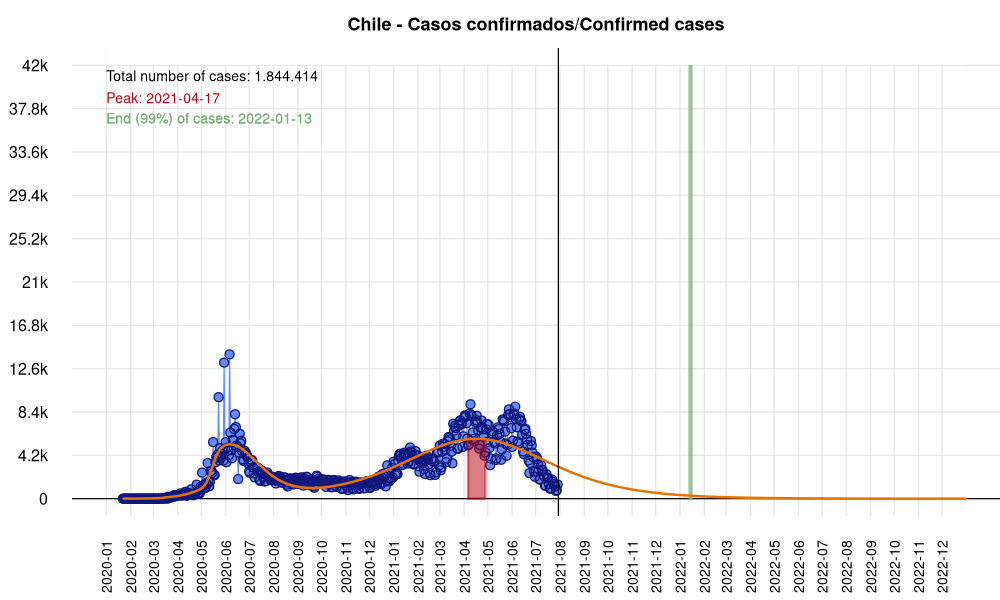 Chile - Casos confirmados/Confirmed cases
42k
Total number of cases: 1.844.414
Peak: 2021-04-17
37.8k
End (99%) of cases: 2022-01-13
33.6k
29.4k
25.2k
21k
16.8k
12.6k
8.4k
4.2k
0
2020-01
2020-02
2020-03
2020-04
2020-05
2020-06
2020-07
2020-08
2020-09
2020-10
2020-11
2020-12
2021-01
2021-02
2021-03
2021-04
2021-05
2021-06
2021-07
2021-08
2021-09
2021-10
2021-11
2021-12
2022-01
2022-02
2022-03
2022-04
2022-05
2022-06
2022-07
2022-08
2022-09
2022-10
2022-11
2022-12